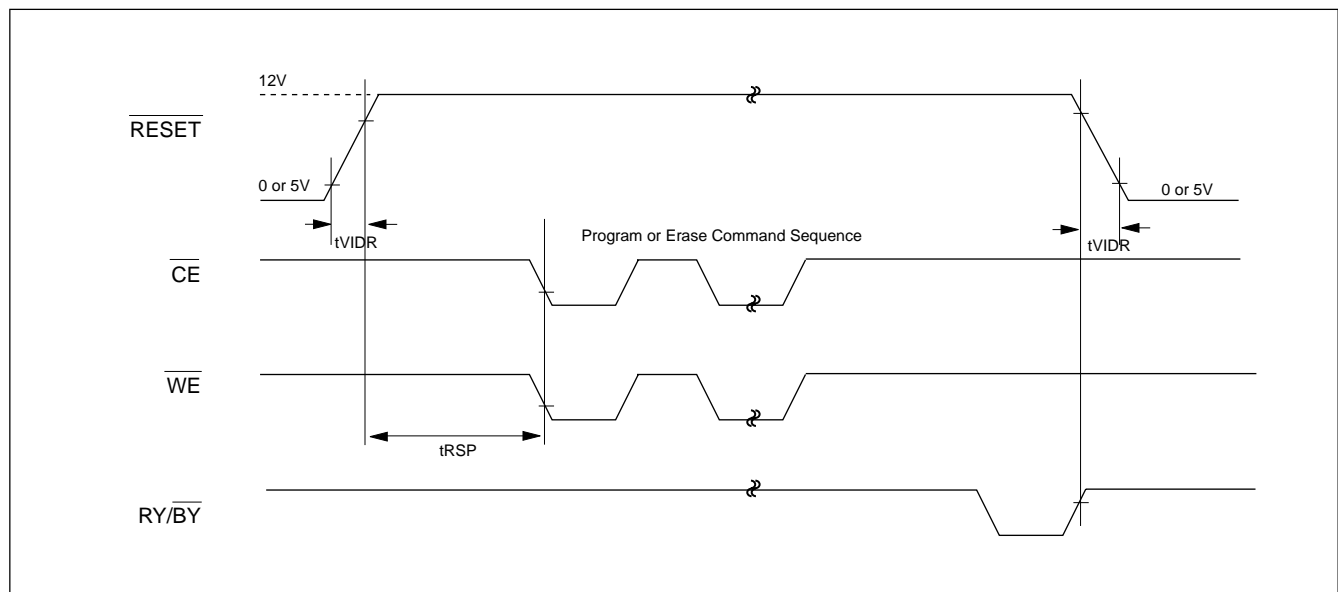 12V
RESET
0 or 5V
0 or 5V
tVIDR
Program or Erase Command Sequence
tVIDR
CE
WE
tRSP
RY/BY